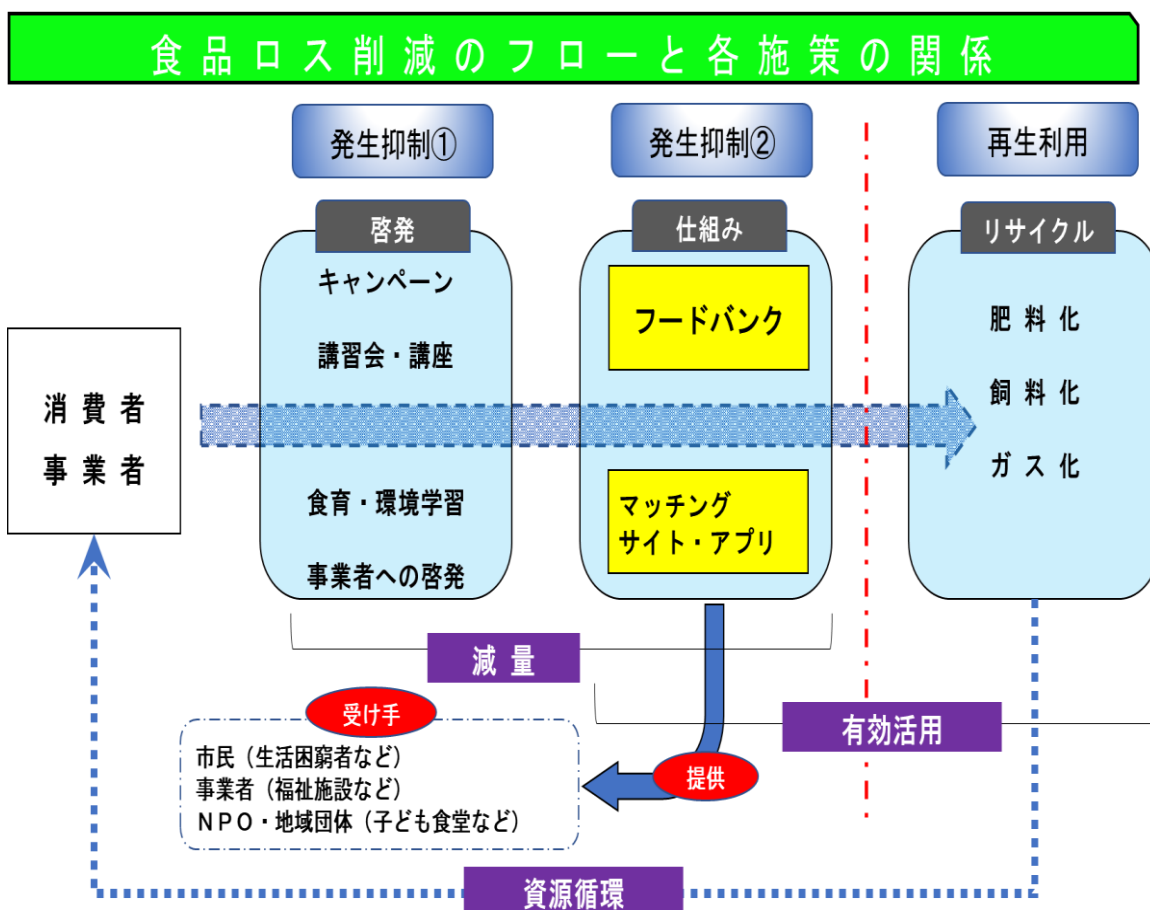 食品ロス削減のフローと各施策の関係
発生抑制①
発生抑制②
再生利用
啓発
キャンペーン
講習会・講座
食育・環境学習
事業者への啓発
仕組み
フードバンク
マッチング
サイト・アプリ
リサイクル
肥料化
飼料化
ガス化
消費者
事業者
減量
有効活用
受け手
市民（生活困窮者など）
事業者（福祉施設など）
ＮＰＯ・地域団体（子ども食堂など）
提供
資源循環